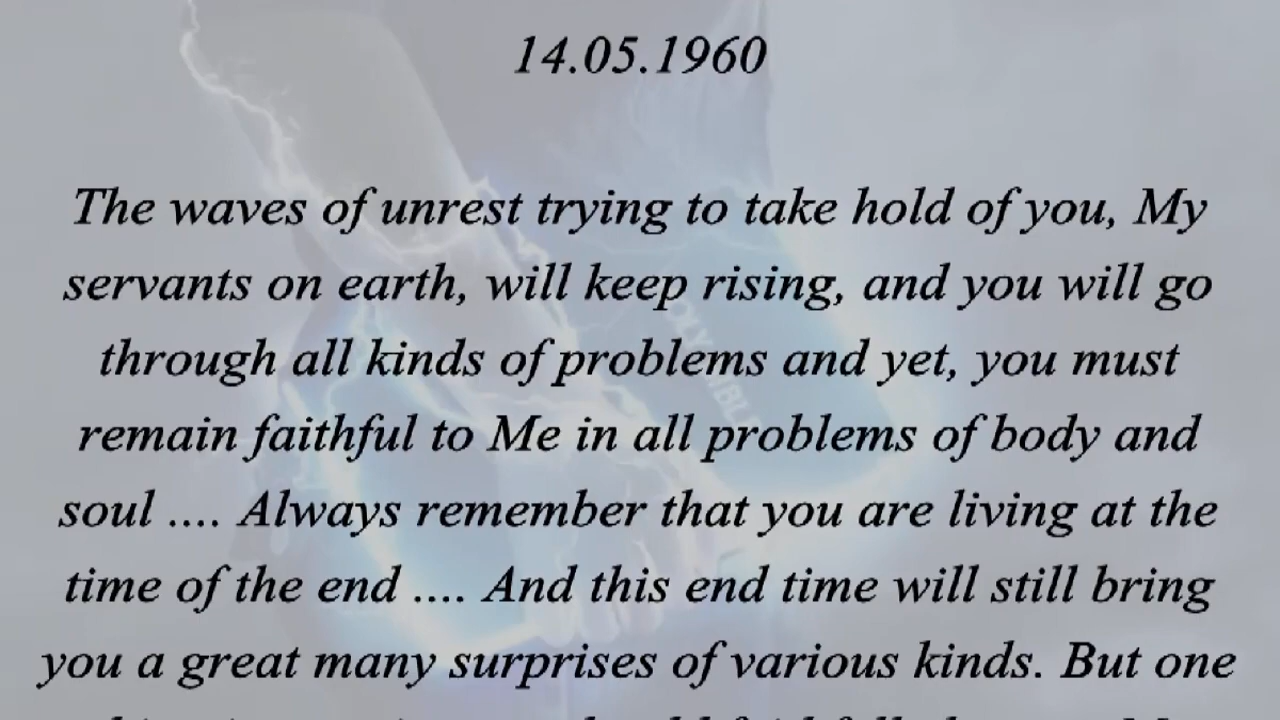 14.05.1960
The waves of unrest trying to take hold of you, My
servants on earth, will keep rising, and you will go
through all kinds of problems and yet, you must
remain faithful to Me in all problems of body and
soul .... Always remember that you are living at the
time of the end .... And this end time will still bring
you a great many surprises of various kinds. But one
HOLY BIBLE